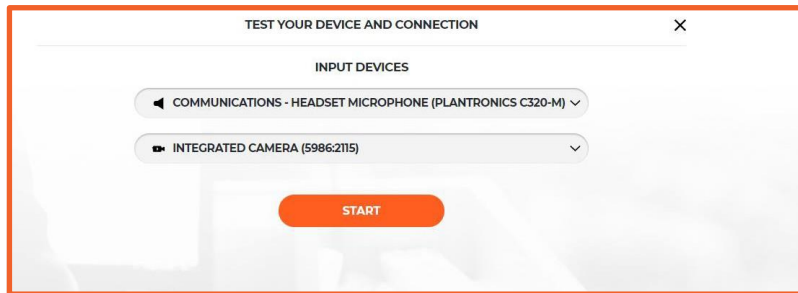 TEST YOUR DEVICE AND CONNECTION
INPUT DEVICES
COMMUNICATIONS - HEADSET MICROPHONE (PLANTRONICS C320-M)
INTEGRATED CAMERA (5986:2115)
START